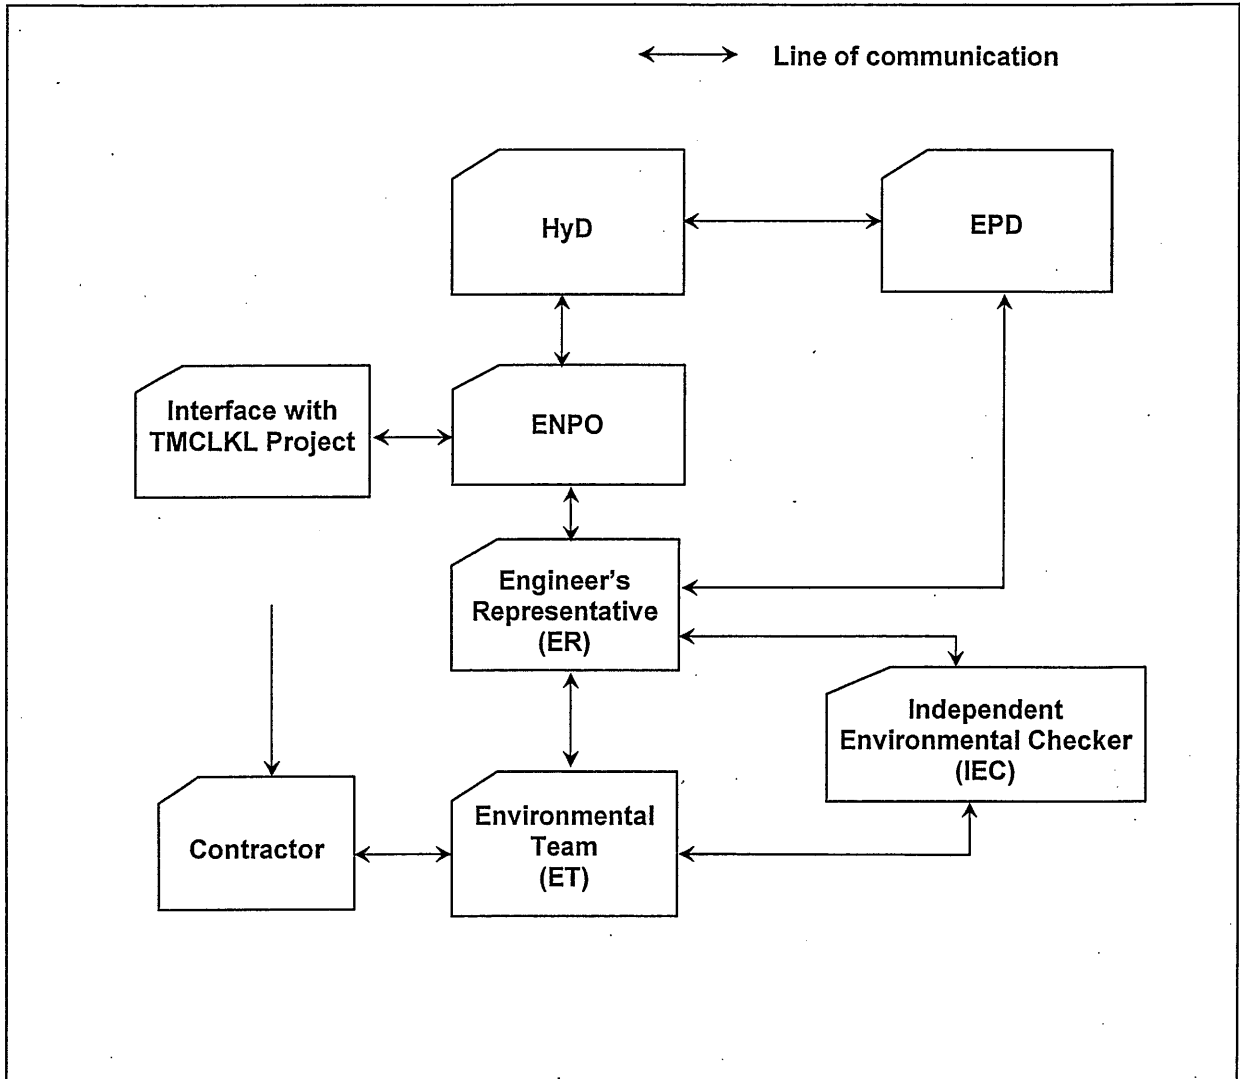 Line of communication
HyD
EPD
Interface with
TMCLKL Project
ENPO
Engineer's
Representative
(ER)
Independent
Environmental Checker
(IEC)
Contractor
Environmental
Team
(ET)